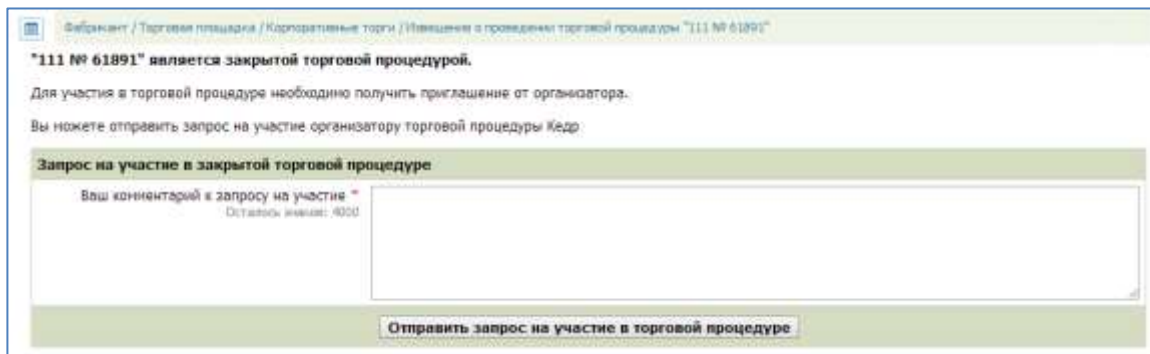 Фабрикант / Торговая площадка / Корпоративные торги / Извещение о проведении торговой процедуры "111 № 61891"
"111 № 61891" является закрытой торговой процедурой.
Для участия в торговой процедуре необходимо получить приглашение от организатора.
Вы можете отправить запрос на участие организатору торговой процедуры Кедр
Запрос на участие в закрытой торговой процедуре
Ваш комментарий к запросу на участие *
Осталось знаков: 4000
Отправить запрос на участие в торговой процедуре